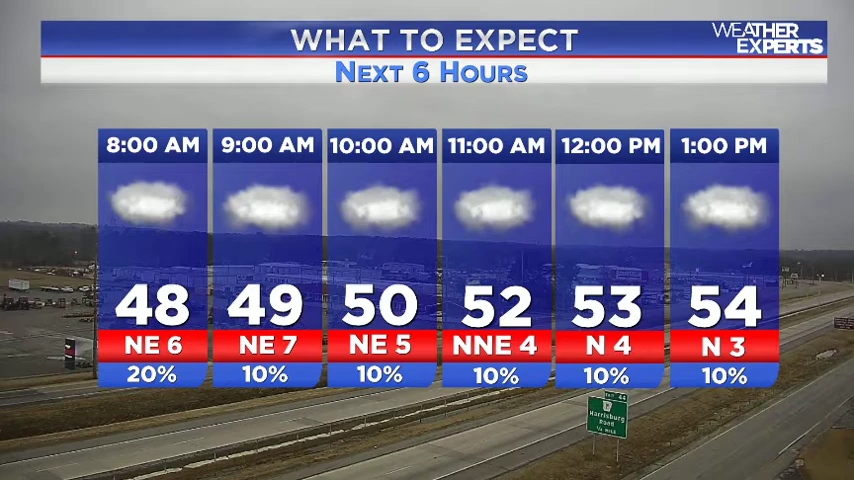 WHAT TO EXPECT
WEATHER
EXPERTS
NEXT 6 HOURS
8:00 AM 9:00 AM 10:00 AM 11:00 AM 12:00 PM 1:00 PM
48 49 50 52 53 54
NE 6 NE 7 NE 5 NNE 4 N 4 N 3
20% 10% 10% 10% 10% 10%
EXIT 44
Harrisburg
Road